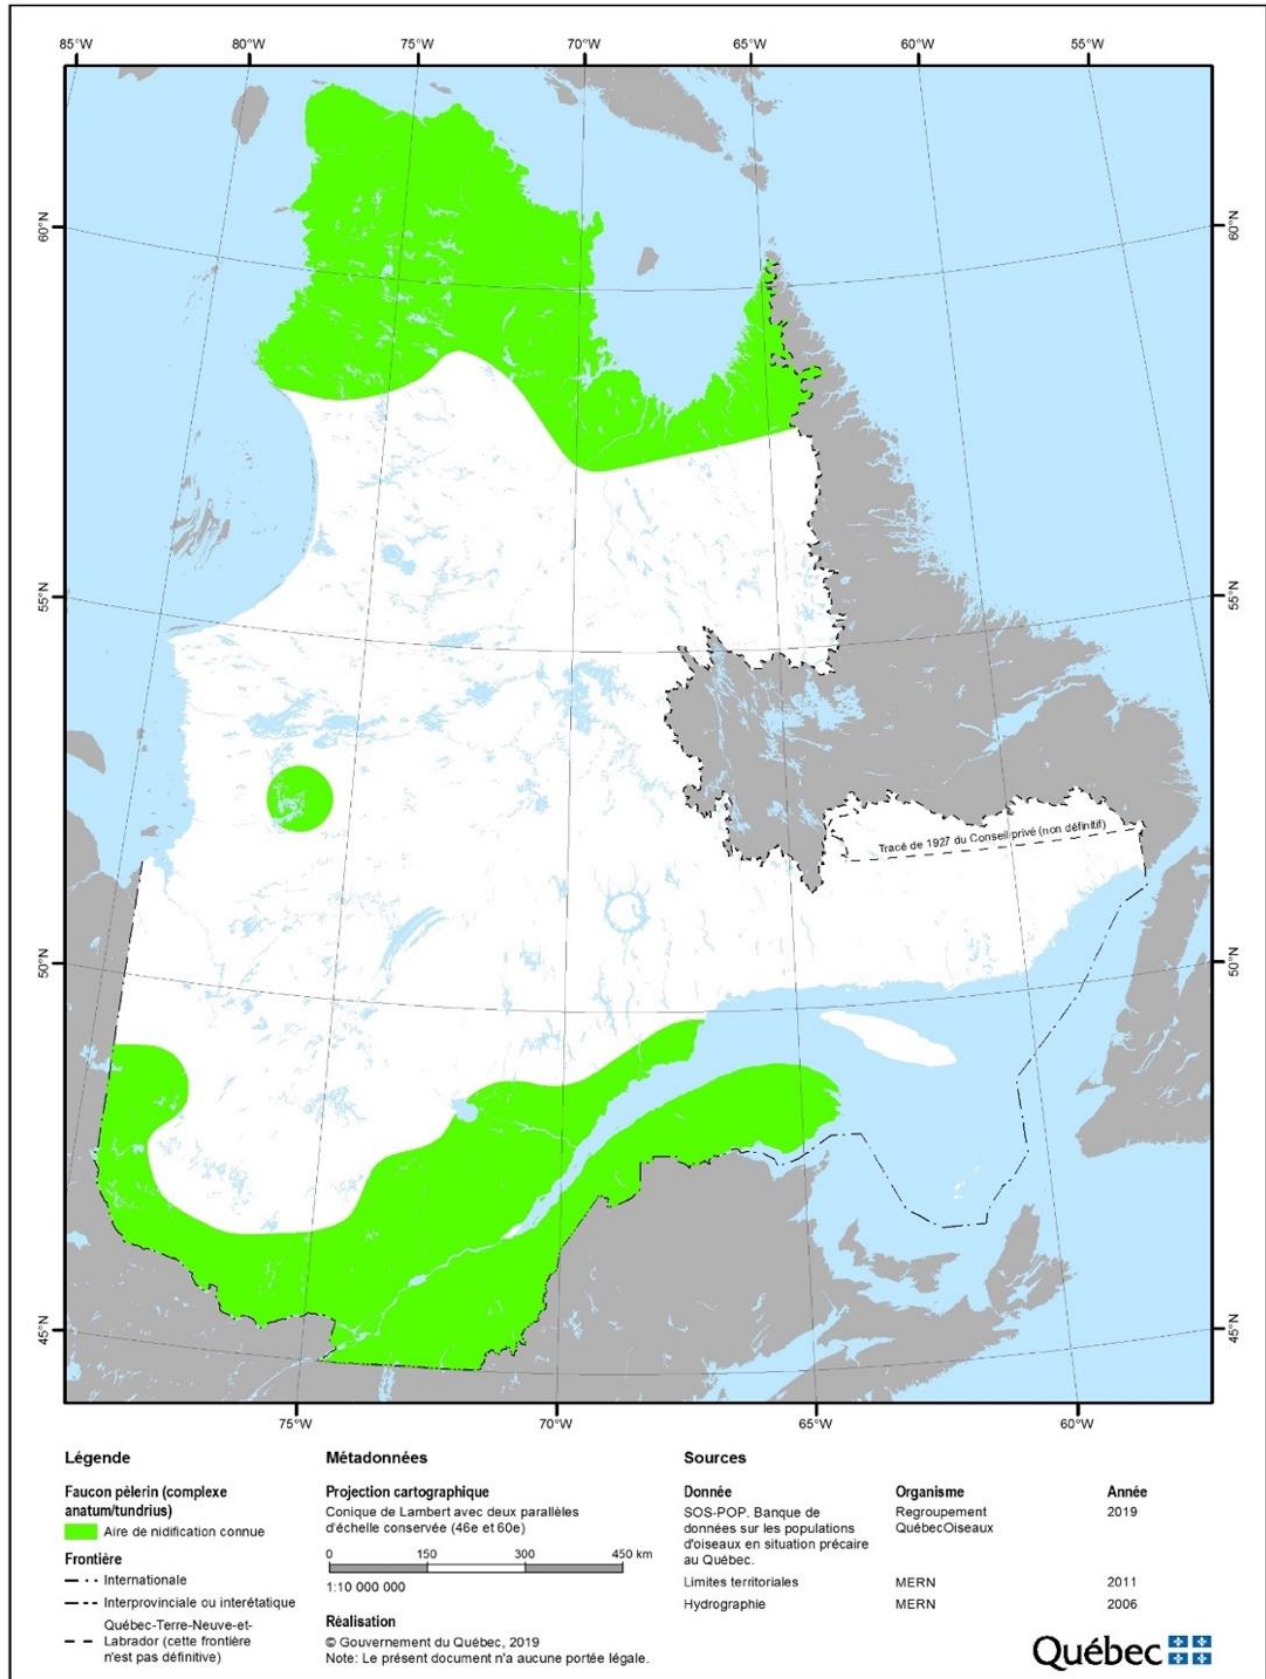 85°W 80°W 75°W 70°W 65°W 60°W 55°W
60°N 60°N
55°N 55°N
Tracé de 1927 du Conseil privé (non définitif)
50°N 50°N
45°N 45°N
75°W 70°W 65°W 60°W
Légende
Faucon pèlerin (complexe
anatum/tundrius)
Aire de nidification connue
Frontière
Internationale
Interprovinciale ou interétatique
Québec-Terre-Neuve-et-
Labrador (cette frontière
n'est pas définitive)
Métadonnées
Projection cartographique
Conique de Lambert avec deux parallèles
d'échelle conservée (46e et 60e)
0 150 300 450 km
1:10 000 000
Réalisation
© Gouvernement du Québec, 2019
Note: Le présent document n'a aucune portée légale.
Sources
Donnée Organisme Année
SOS-POP. Banque de Regroupement 2019
données sur les populations QuébecOiseaux
d'oiseaux en situation précaire
au Québec.
Limites territoriales MERN 2011
Hydrographie MERN 2006
Québec